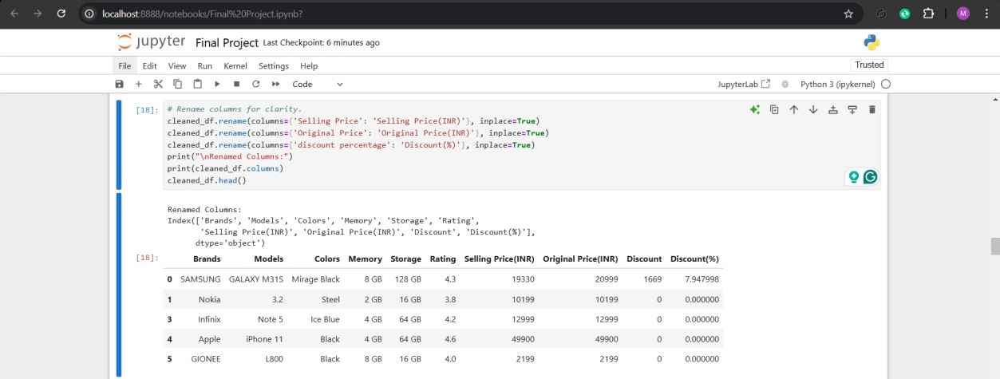 localhost:8888/notebooks/Final%20Project.ipynb?
M
jupyter Final Project Last Checkpoint: 6 minutes ago
File Edit View Run Kernel Settings Help
Trusted
Code
JupyterLab
Python 3 (ipykernel)
[18]: # Rename columns for clarity.
cleaned_df.rename(columns={'Selling Price': 'Selling Price(INR)'}, inplace=True)
cleaned_df.rename(columns={'Original Price': 'Original Price(INR)'}, inplace=True)
cleaned_df.rename(columns={'discount percentage': 'Discount(%)'}, inplace=True)
print("\nRenamed Columns:")
print(cleaned_df.columns)
cleaned_df.head()
Renamed Columns:
Index(['Brands', 'Models', 'Colors', 'Memory', 'Storage', 'Rating',
'Selling Price(INR)', 'Original Price(INR)', 'Discount', 'Discount(%)'],
dtype='object')
[18]: Brands Models Colors Memory Storage Rating Selling Price(INR) Original Price(INR) Discount Discount(%)
0 SAMSUNG GALAXY M31S Mirage Black 8 GB 128 GB 4.3 19330 20999 1669 7.947998
1 Nokia 3.2 Steel 2 GB 16 GB 3.8 10199 10199 0 0.000000
3 Infinix Note 5 Ice Blue 4 GB 64 GB 4.2 12999 12999 0 0.000000
4 Apple iPhone 11 Black 4 GB 64 GB 4.6 49900 49900 0 0.000000
5 GIONEE L800 Black 8 GB 16 GB 4.0 2199 2199 0 0.000000